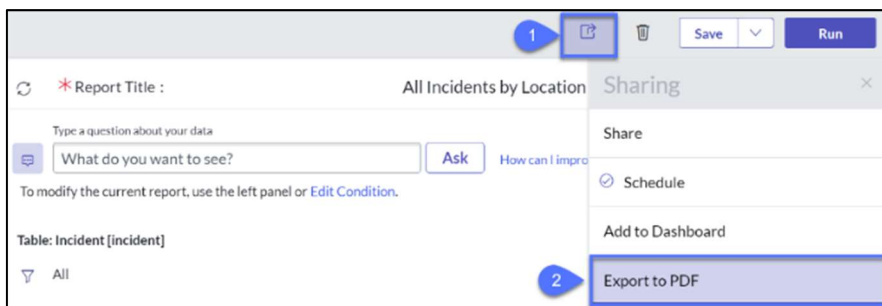 1
Save
Run
* Report Title : All Incidents by Location
Sharing
×
Type a question about your data
What do you want to see?
Ask
How can I impro
To modify the current report, use the left panel or Edit Condition.
Table: Incident [incident]
All
Share
Schedule
Add to Dashboard
2
Export to PDF